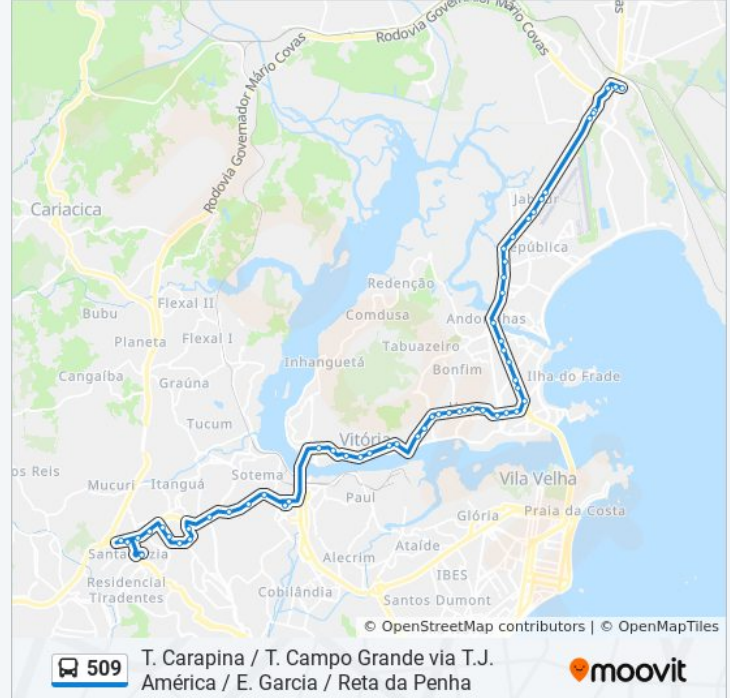 Rodovia Governador Mário Covas
Rodovia Governador Mário Covas
Cariacica
Jabour
República
Redenção
Flexal II
Bubu
Comdusa
Andorinhas
Planeta
Flexal I
Tabuazeiro
Inhanguetá
Bonfim
Ilha do Frade
Cangaíba
Graúna
Tucum
Vitória
os Reis
Sotema
Mucuri
Itanguá
Vila Velha
Paul
Praia da Costa
Glória
Ataíde
Alecrim
Residencial
Tiradentes
IBES
Cobilândia
Santos Dumont
© OpenStreetMap contributors | © OpenMapTiles
509
T. Carapina / T. Campo Grande via T.J.
América / E. Garcia / Reta da Penha
moovit